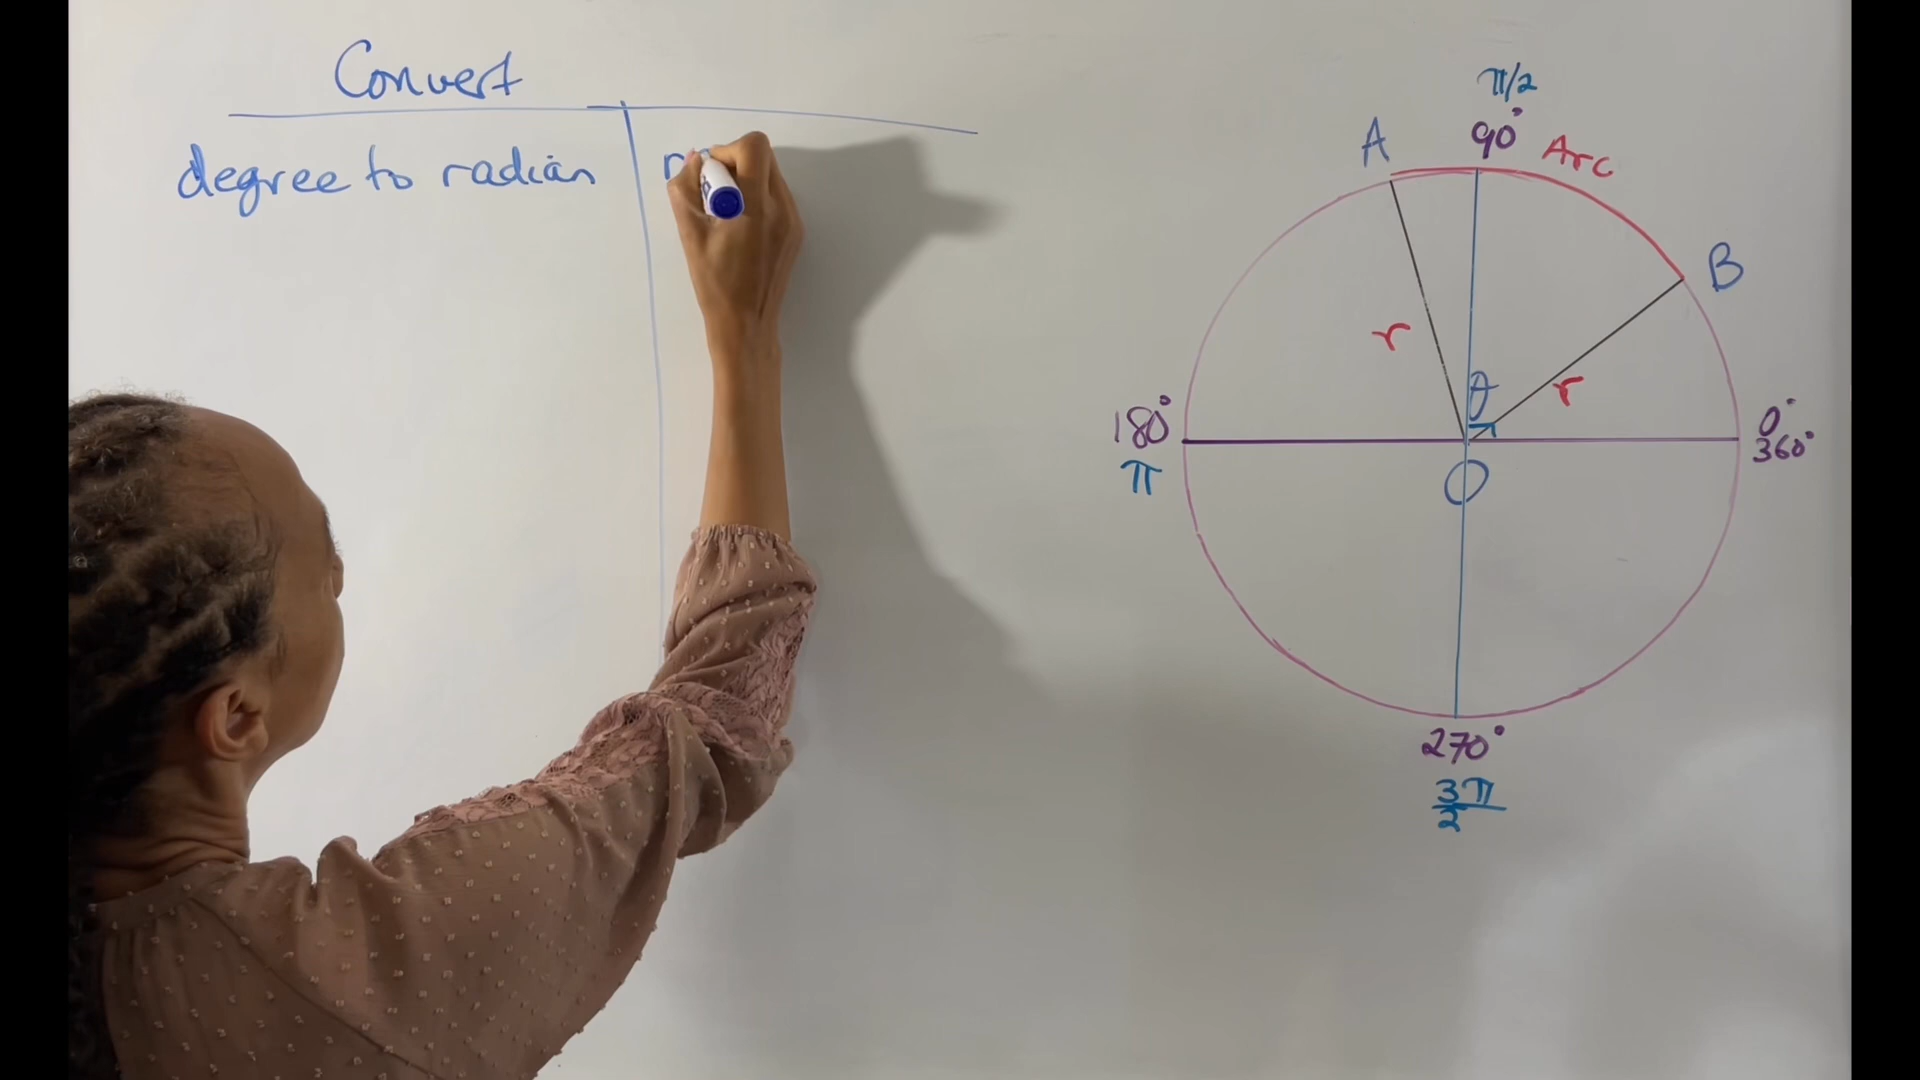 Convert
degree to radian
r
π/2
90°
A
Arc
B
r
θ
r
180°
π
0°
360°
O
270°
3π
2